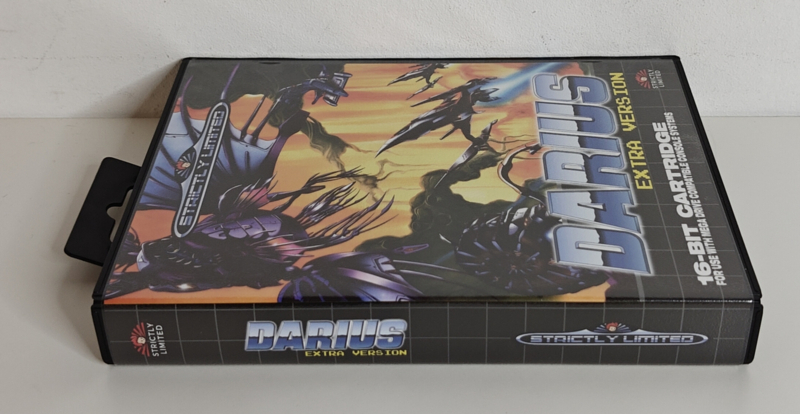 DARIUS
EXTRA VERSION
STRICTLY
LIMITED
16-BIT CARTRIDGE
FOR USE WITH MEGA DRIVE COMPATIBLE CONSOLE SYSTEMS
STRICTLY LIMITED
STRICTLY
LIMITED
DARIUS
EXTRA VERSION
STRICTLY LIMITED